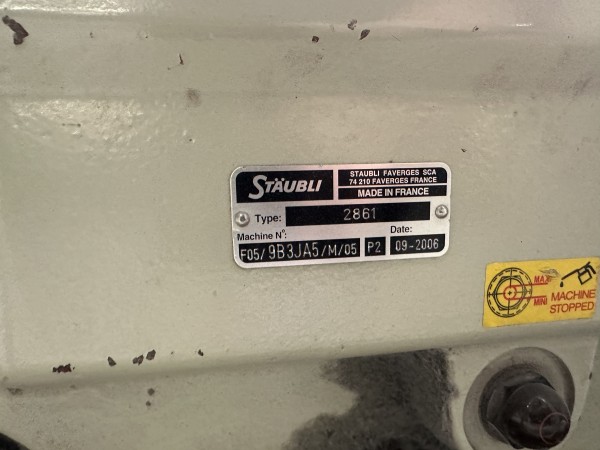 STÄUBLI
STAUBLI FAVERGES SCA
74 210 FAVERGES FRANCE
MADE IN FRANCE
Type: 2861
Machine N°: Date:
F05/9B3JA5/M/05 P2 09-2006
MAXI
MINI
MACHINE
STOPPED